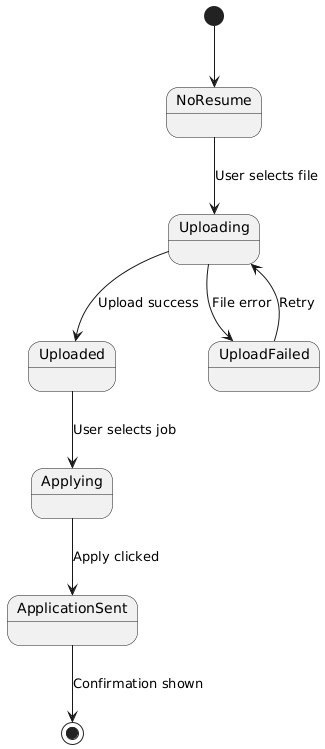 NoResume
User selects file
Uploading
Upload success
File error
Retry
Uploaded
UploadFailed
User selects job
Applying
Apply clicked
ApplicationSent
Confirmation shown